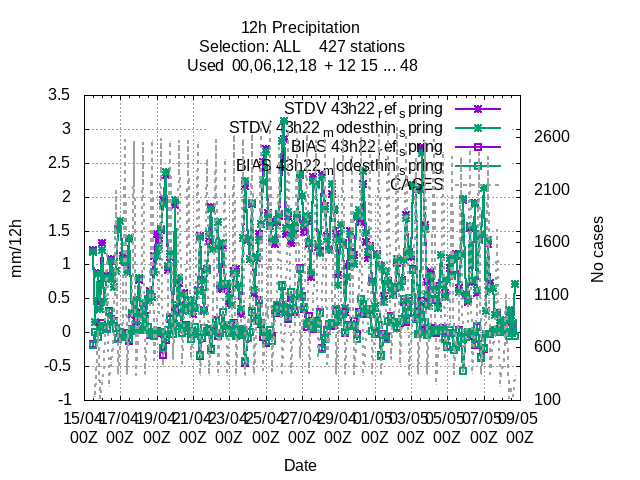 12h Precipitation
Selection: ALL 427 stations
Used 00,06,12,18 + 12 15 ... 48
STDV 43h22refspring
STDV 43h22modesthinspring
BIAS 43h22refspring
BIAS 43h22modesthinspring
CASES
3.5
3
2.5
2
1.5
1
0.5
0
-0.5
-1
mm/12h
2600
2100
1600
1100
600
100
No cases
15/04 17/04 19/04 21/04 23/04 25/04 27/04 29/04 01/05 03/05 05/05 07/05 09/05
00Z 00Z 00Z 00Z 00Z 00Z 00Z 00Z 00Z 00Z 00Z 00Z 00Z
Date